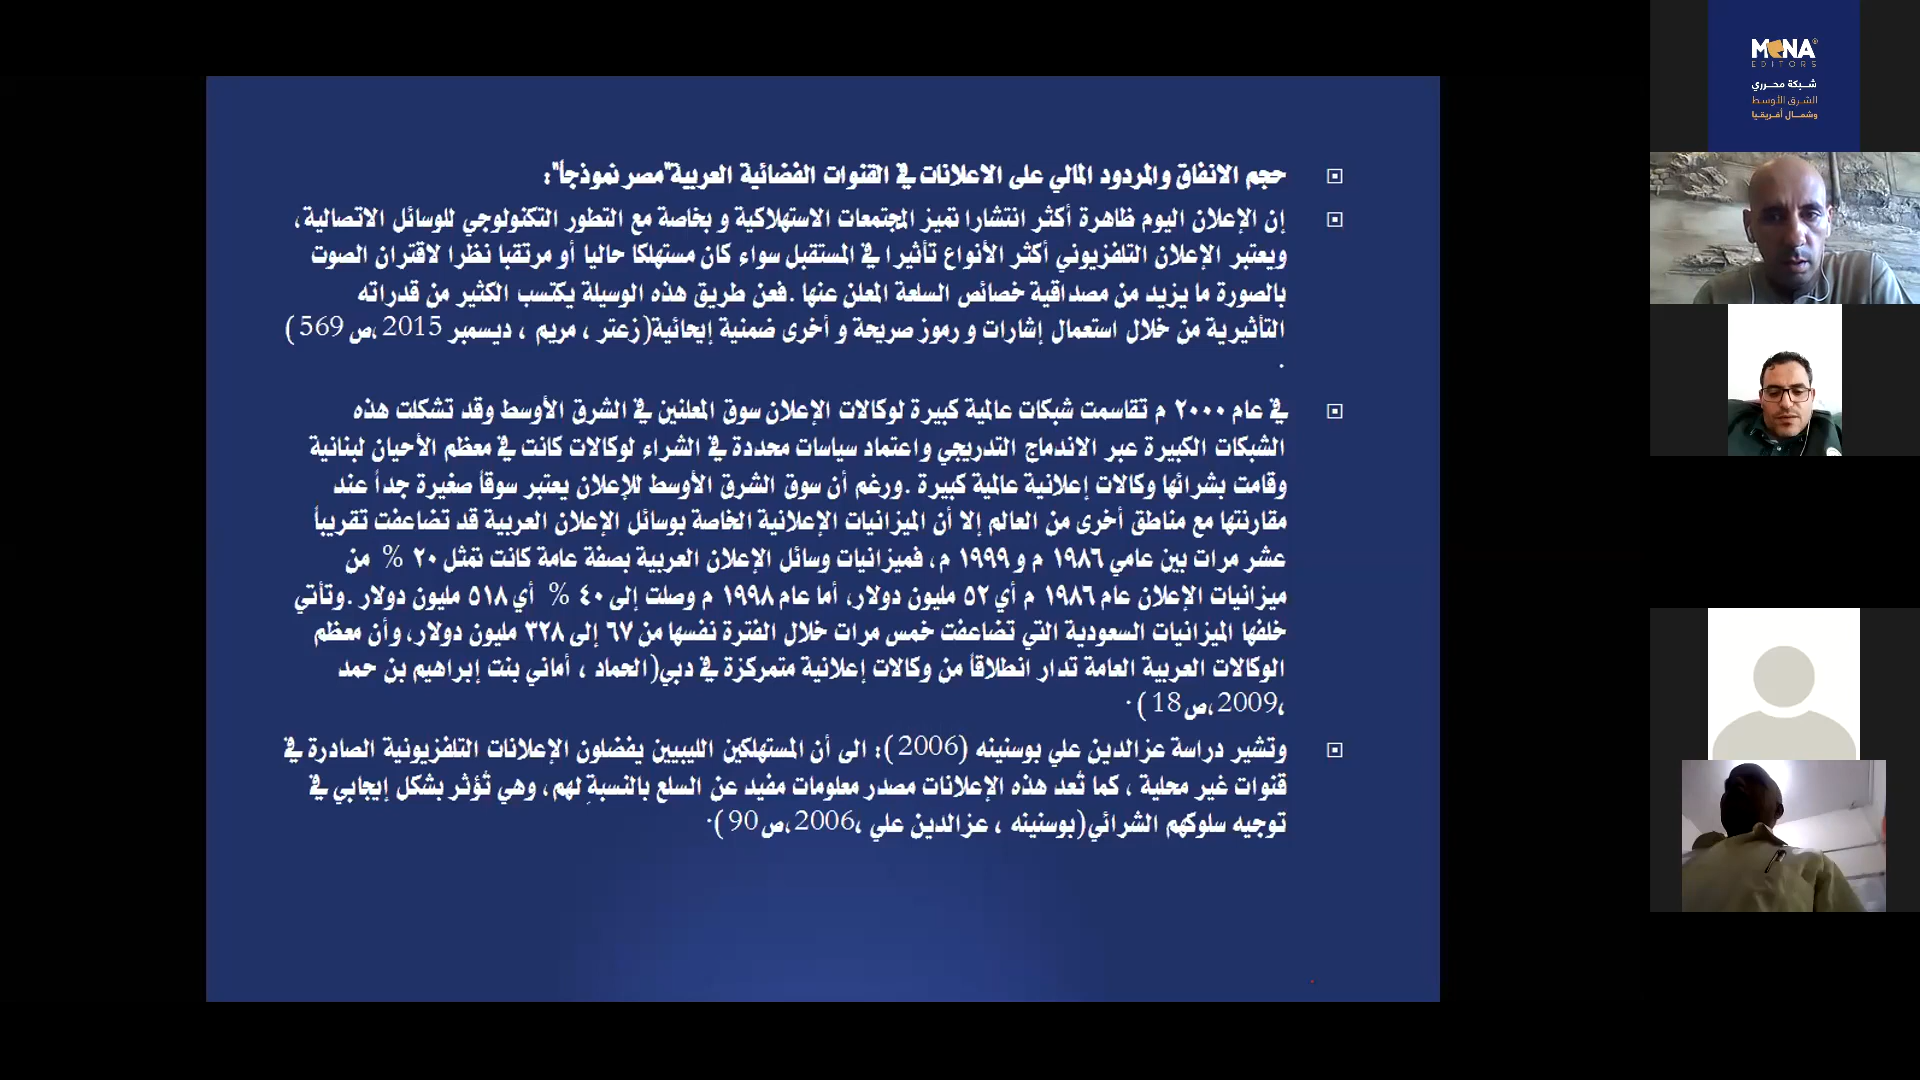 حجم الانفاق والمردود المالي على الاعلانات في القنوات الفضائية العربية"مصر نموذجاً":
إن الإعلان اليوم ظاهرة أكثر انتشارا تميز المجتمعات الاستهلاكية و بخاصة مع التطور التكنولوجي للوسائل الاتصالية،
ويعتبر الإعلان التلفزيوني أكثر الأنواع تأثيرا في المستقبل سواء كان مستهلكا حاليا أو مرتقبا نظرا لاقتران الصوت
بالصورة ما يزيد من مصداقية خصائص السلعة المعلن عنها .فعن طريق هذه الوسيلة يكتسب الكثير من قدراته
التأثيرية من خلال استعمال إشارات و رموز صريحة و أخرى ضمنية إيحائية(زعتر ، مريم ، ديسمبر 2015،ص 569)
.
في عام ٢٠٠٠ م تقاسمت شبكات عالمية كبيرة لوكالات الإعلان سوق المعلنين في الشرق الأوسط وقد تشكلت هذه
الشبكات الكبيرة عبر الاندماج التدريجي واعتماد سياسات محددة في الشراء لوكالات كانت في معظم الأحيان لبنانية
وقامت بشرائها وكالات إعلانية عالمية كبيرة .ورغم أن سوق الشرق الأوسط للإعلان يعتبر سوقاً صغيرة جداً عند
مقارنتها مع مناطق أخرى من العالم إلا أن الميزانيات الإعلانية الخاصة بوسائل الإعلان العربية قد تضاعفت تقريباً
عشر مرات بين عامي ١٩٨٦ م و ١٩٩٩ م، فميزانيات وسائل الإعلان العربية بصفة عامة كانت تمثل ٢٠ % من
ميزانيات الإعلان عام ١٩٨٦ م أي ٥٢ مليون دولار، أما عام ١٩٩٨ م وصلت إلى ٤٠ % أي ٥١٨ مليون دولار .وتأتي
خلفها الميزانيات السعودية التي تضاعفت خمس مرات خلال الفترة نفسها من ٦٧ إلى ٣٢٨ مليون دولار، وأن معظم
الوكالات العربية العامة تدار انطلاقاً من وكالات إعلانية متمركزة في دبي(الحماد ، أماني بنت إبراهيم بن حمد
،2009،ص18).
وتشير دراسة عزالدين علي بوسنينه (2006): الى أن المستهلكين الليبيين يفضلون الإعلانات التلفزيونية الصادرة في
قنوات غير محلية ، كما تُعد هذه الإعلانات مصدر معلومات مفيد عن السلع بالنسبةِ لهم، وهي تُؤثر بشكل إيجابي في
توجيه سلوكهم الشرائي(بوسنينه ، عزالدين علي ،2006،ص90).
MENA
EDITORS
شبكة محرري
الشرق الأوسط
وشمال أفريقيا